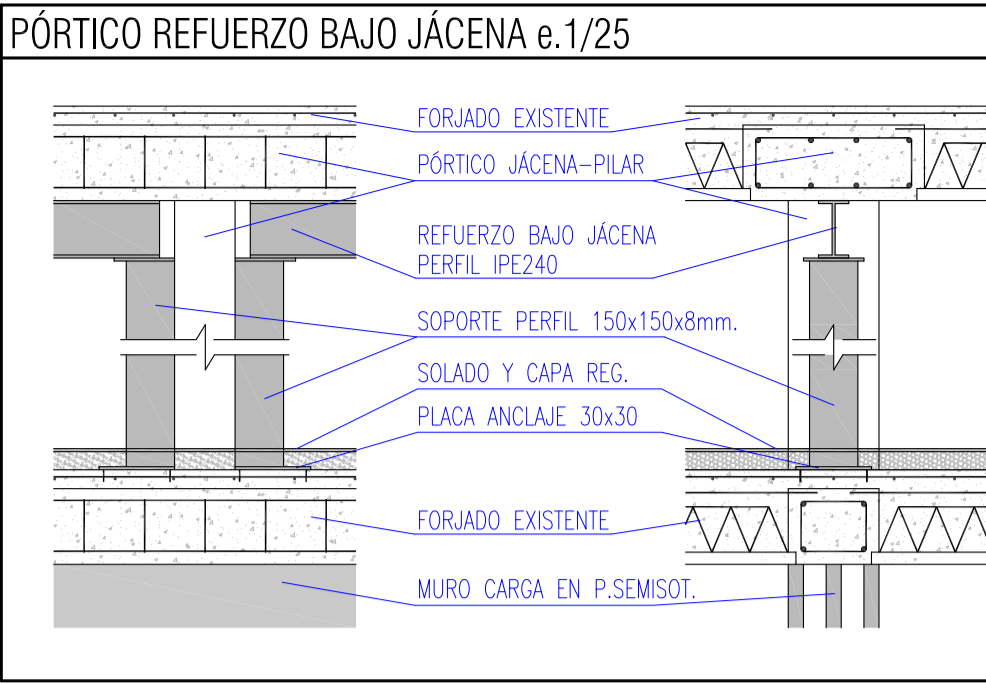 PÓRTICO REFUERZO BAJO JÁCENA e.1/25
FORJADO EXISTENTE
PÓRTICO JÁCENA-PILAR
REFUERZO BAJO JÁCENA
PERFIL IPE240
SOPORTE PERFIL 150x150x8mm.
SOLADO Y CAPA REG.
PLACA ANCLAJE 30x30
FORJADO EXISTENTE
MURO CARGA EN P.SEMISOT.